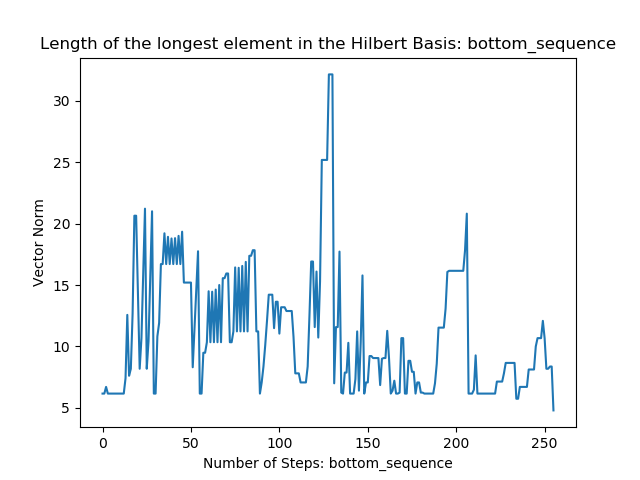 Length of the longest element in the Hilbert Basis: bottom_sequence
30
25
20
15
10
5
Vector Norm
0 50 100 150 200 250
Number of Steps: bottom_sequence